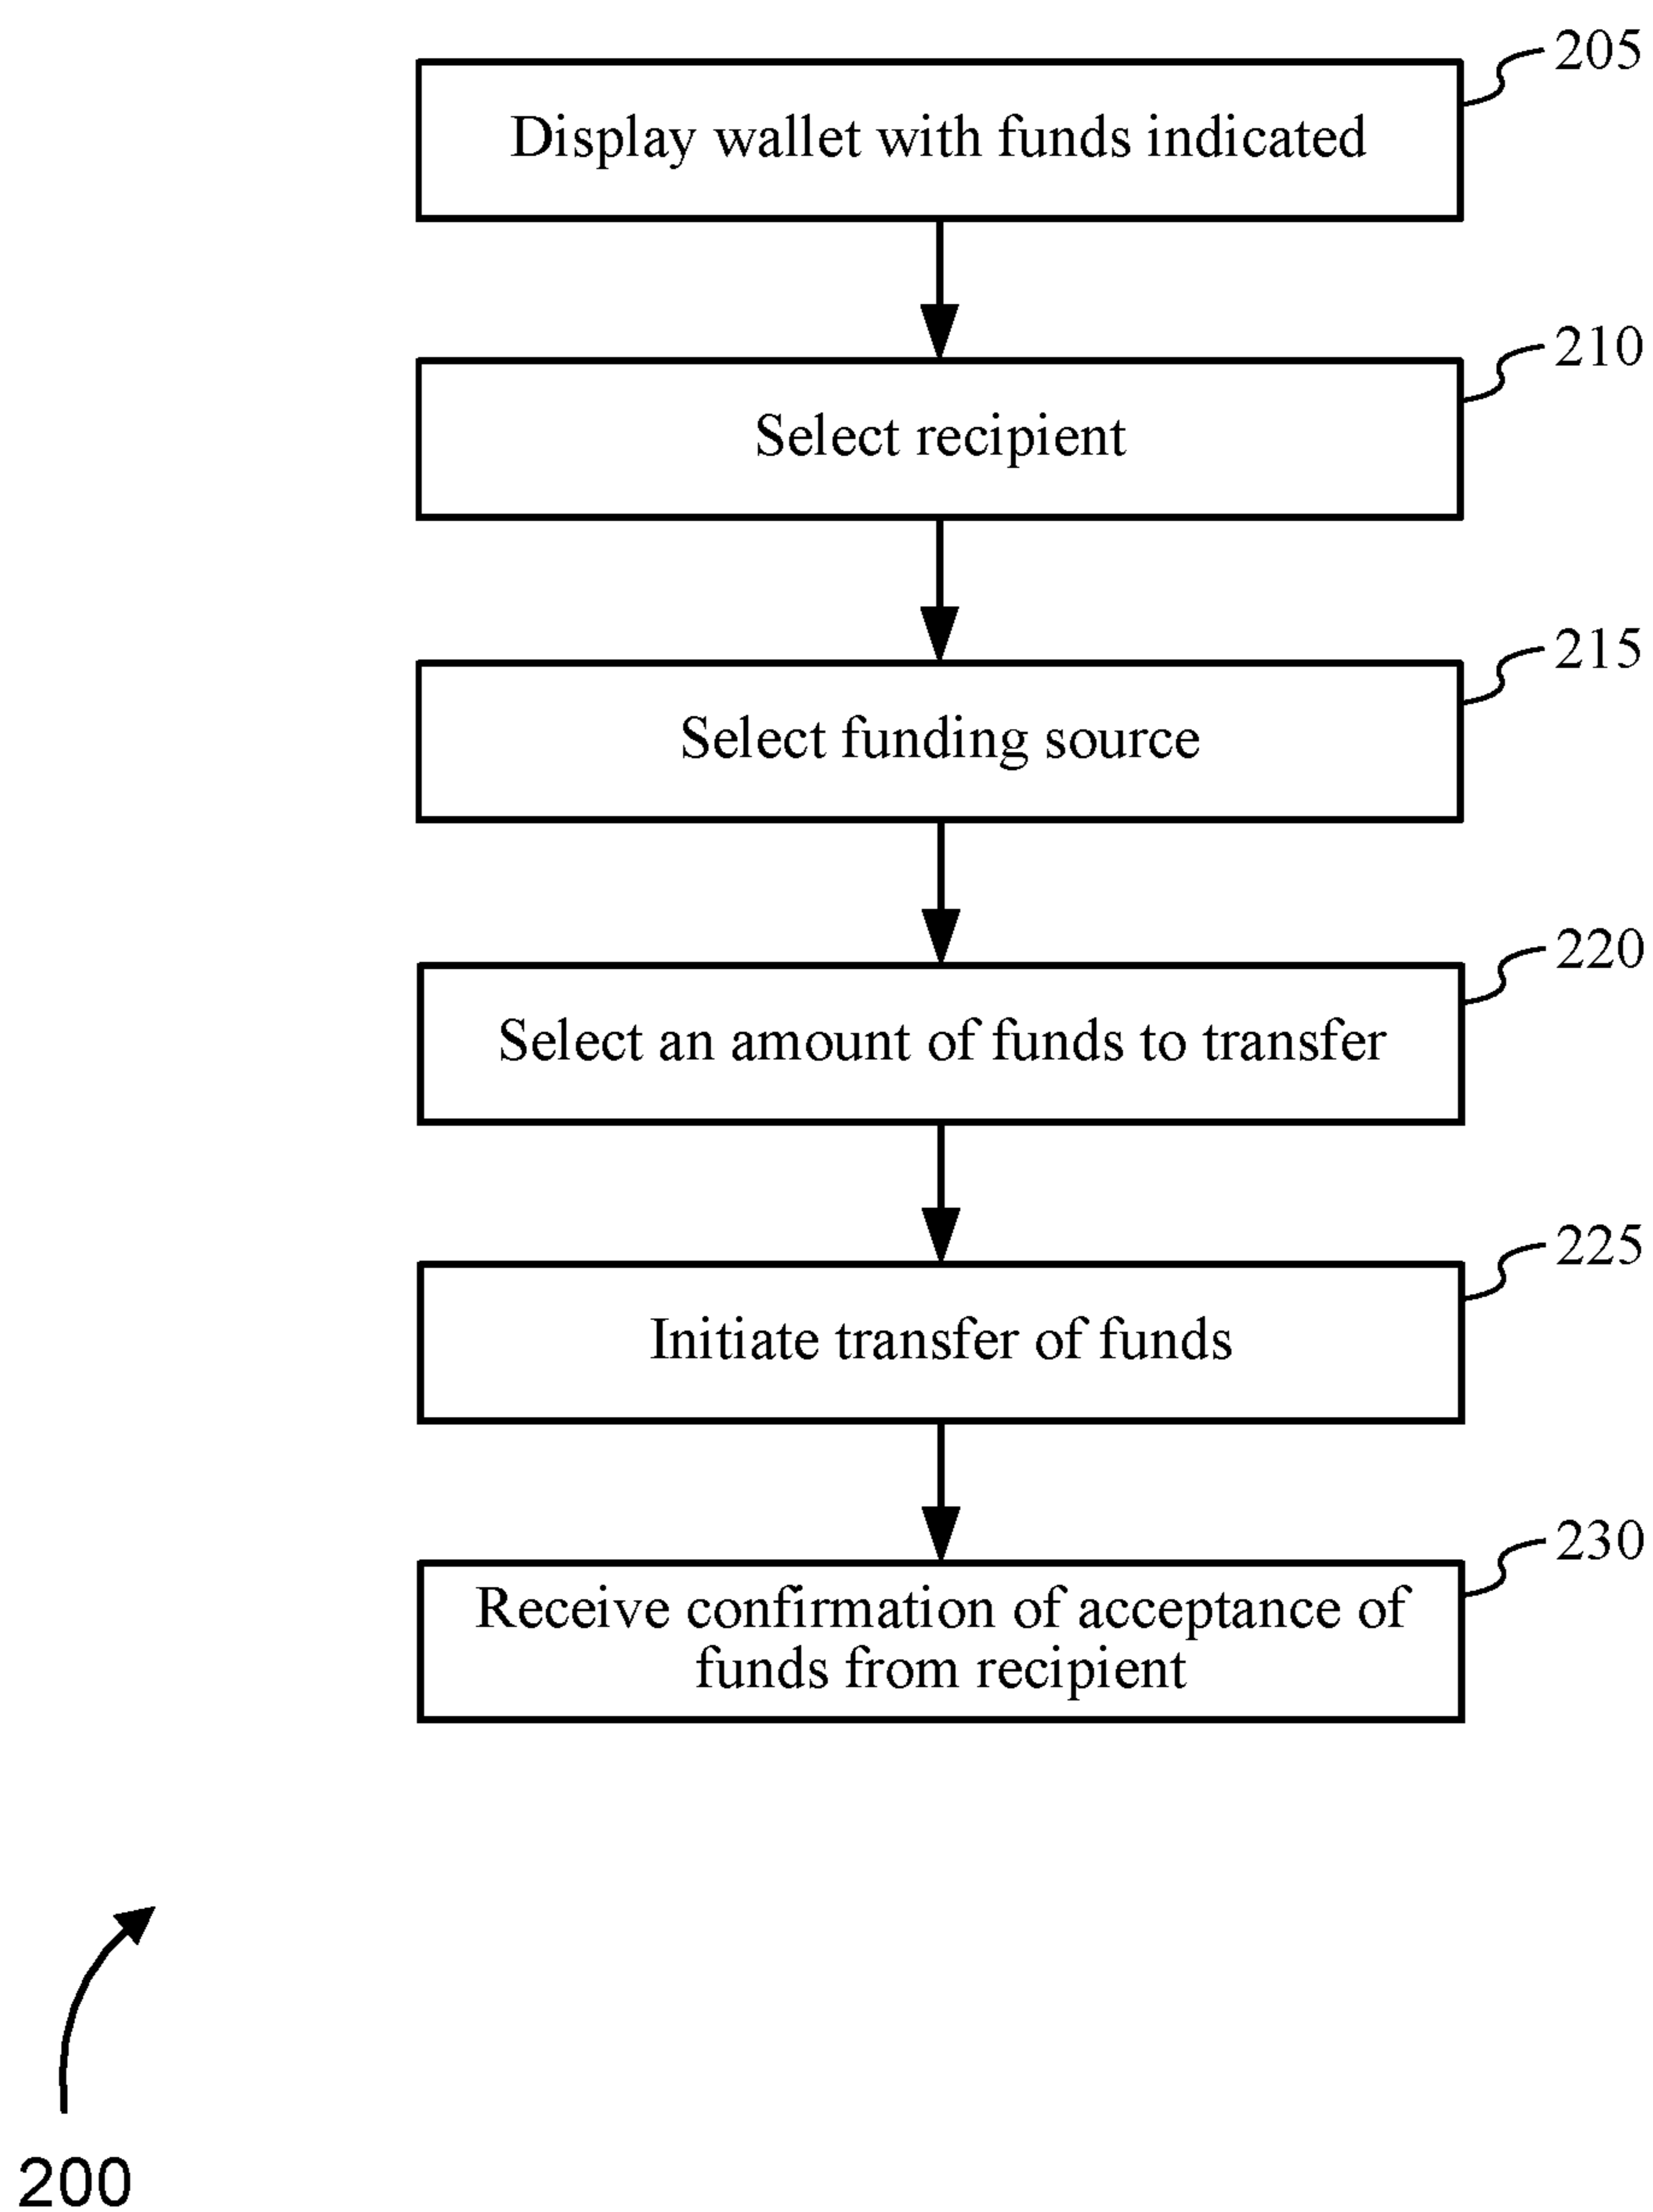 205
Display wallet with funds indicated
210
Select recipient
215
Select funding source
220
Select an amount of funds to transfer
225
Initiate transfer of funds
230
Receive confirmation of acceptance of
funds from recipient
200